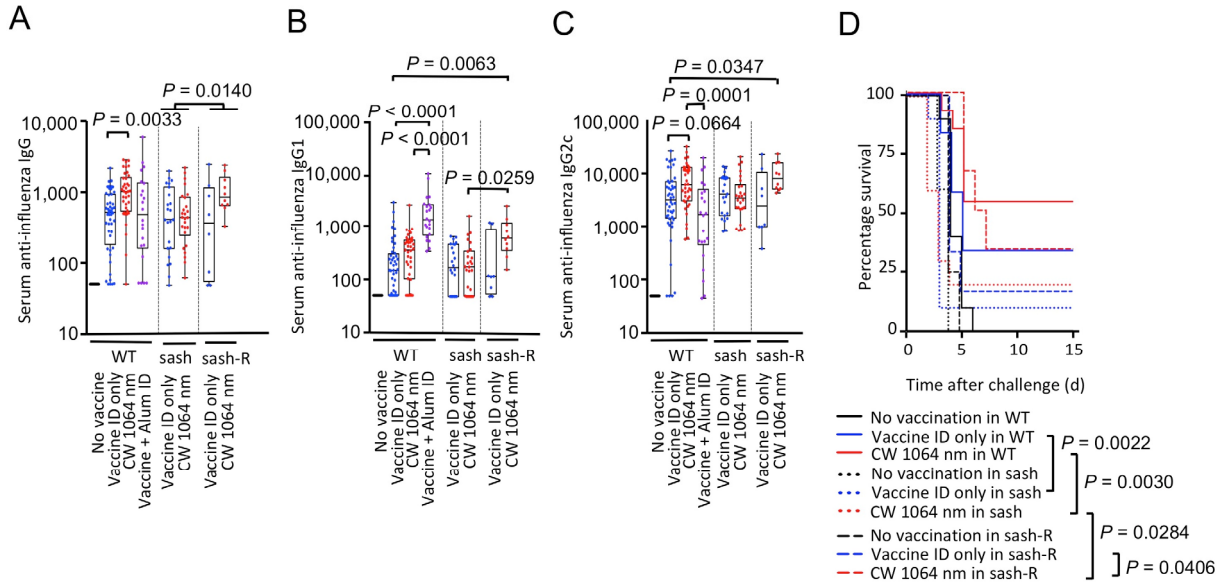 A
B
C
D
P = 0.0140
P = 0.0033
Serum anti-influenza IgG
10,000
1,000
100
10
WT
sash
sash-R
No vaccine
Vaccine ID only
CW 1064 nm
Vaccine + Alum ID
Vaccine ID only
CW 1064 nm
Vaccine ID only
CW 1064 nm
P = 0.0063
P < 0.0001
P < 0.0001
P = 0.0259
Serum anti-influenza IgG1
100,000
10,000
1,000
100
10
WT
sash
sash-R
No vaccine
Vaccine ID only
CW 1064 nm
Vaccine + Alum ID
Vaccine ID only
CW 1064 nm
Vaccine ID only
CW 1064 nm
P = 0.0347
P = 0.0001
P = 0.0664
Serum anti-influenza IgG2c
100,000
10,000
1,000
100
10
WT
sash
sash-R
No vaccine
Vaccine ID only
CW 1064 nm
Vaccine + Alum ID
Vaccine ID only
CW 1064 nm
Vaccine ID only
CW 1064 nm
Percentage survival
100
75
50
25
0
0
5
10
15
Time after challenge (d)
No vaccination in WT
Vaccine ID only in WT
CW 1064 nm in WT
No vaccination in sash
Vaccine ID only in sash
CW 1064 nm in sash
No vaccination in sash-R
Vaccine ID only in sash-R
CW 1064 nm in sash-R
P = 0.0022
P = 0.0030
P = 0.0284
P = 0.0406